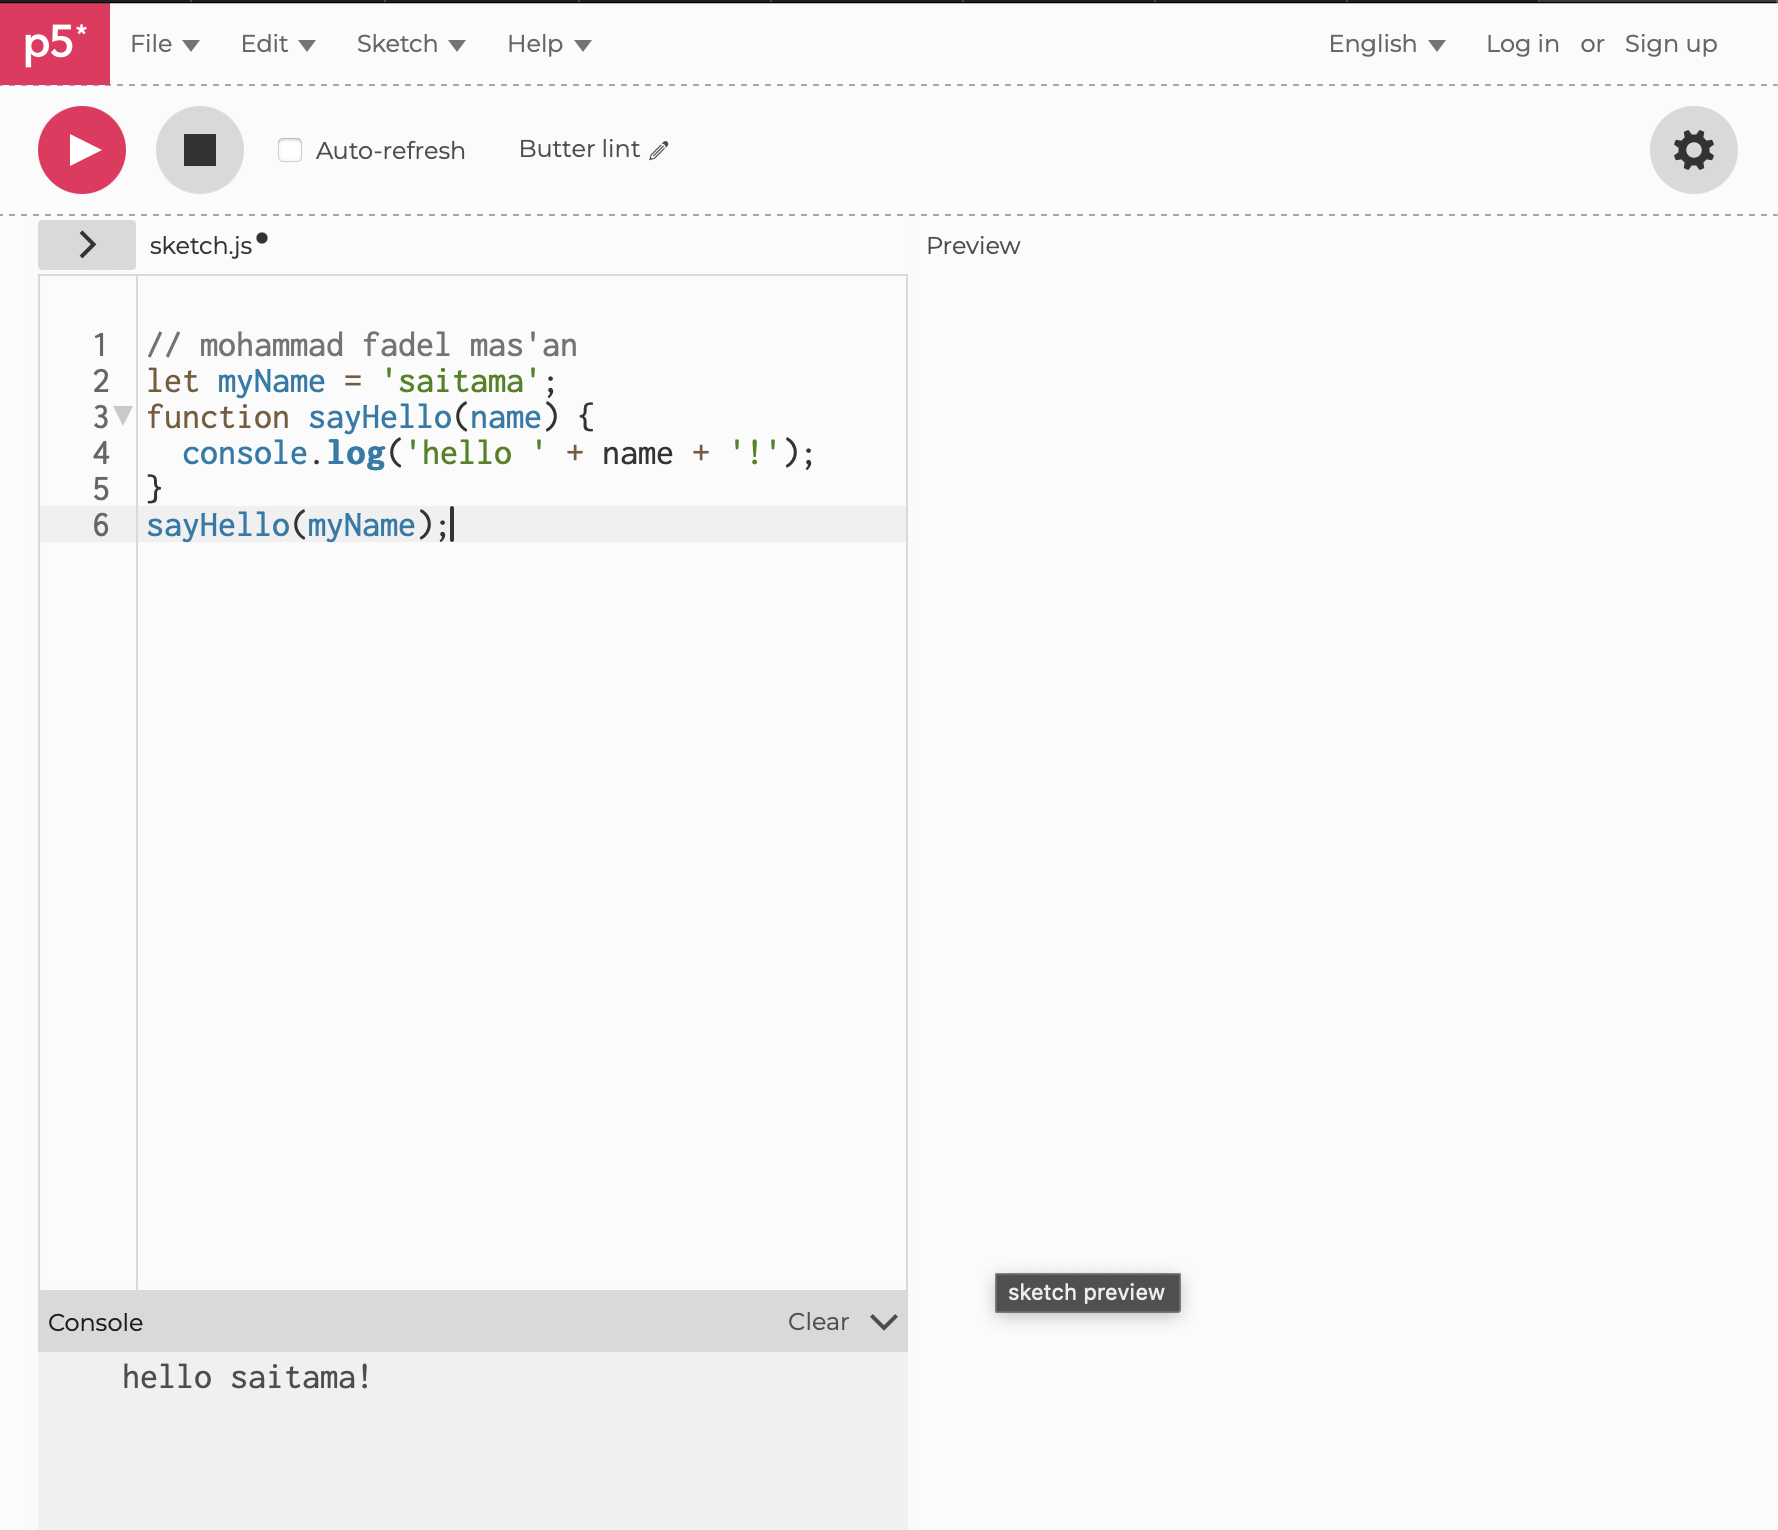 p5*
File Edit Sketch Help English Log in or Sign up
Auto-refresh Butter lint
sketch.js Preview
1 // mohammad fadel mas'an
2 let myName = 'saitama';
3 function sayHello(name) {
4   console.log('hello ' + name + '!');
5 }
6 sayHello(myName);
sketch preview
Console Clear
hello saitama!